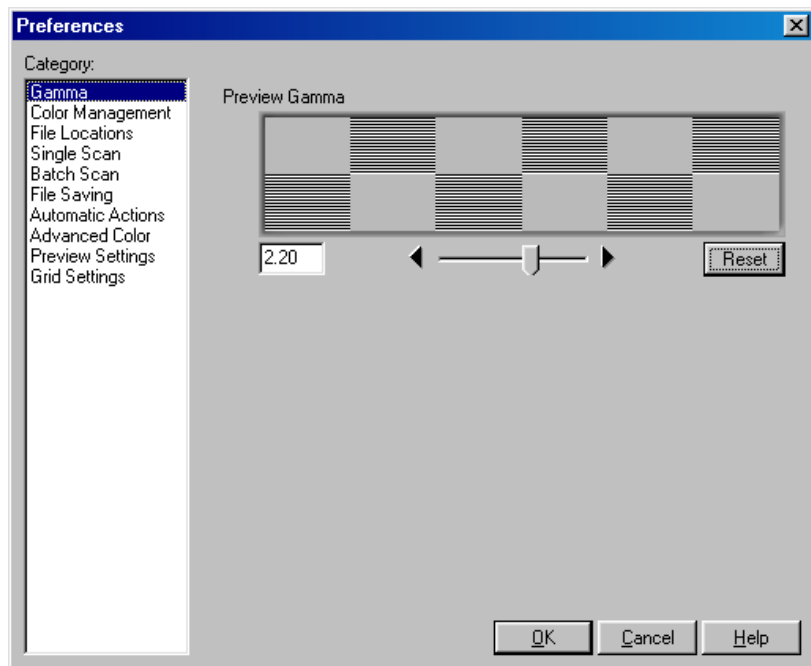 Preferences
Category:
Gamma
Color Management
File Locations
Single Scan
Batch Scan
File Saving
Automatic Actions
Advanced Color
Preview Settings
Grid Settings
Preview Gamma
2.20
Reset
OK Cancel Help